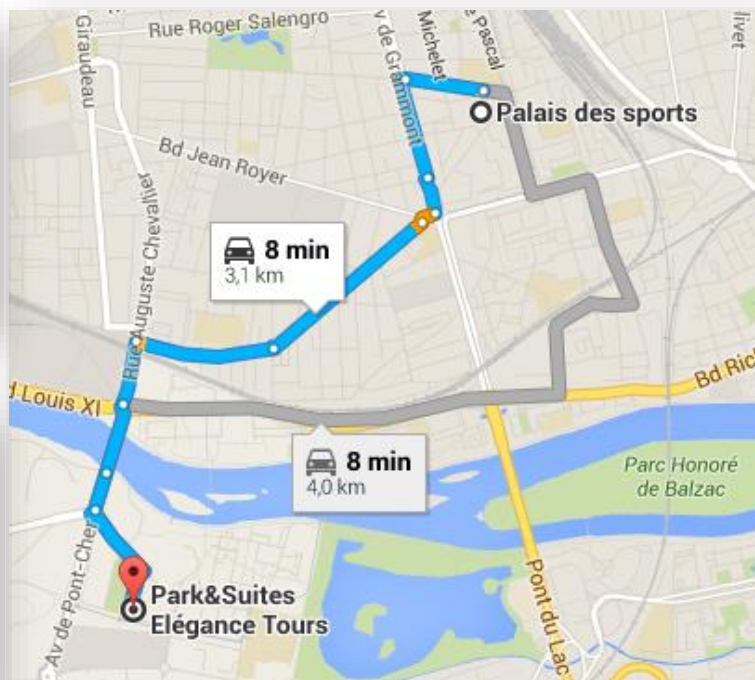 Rue Roger Salengro
Giraudeau
v de Grammont
Michelet
e Pascal
livet
Palais des sports
Bd Jean Royer
Rue Auguste Chevallier
8 min
3,1 km
d Louis XI
Bd Rich
8 min
4,0 km
Parc Honoré
de Balzac
Park&Suites
Elégance Tours
Av de Pont-Cher
Pont du Lac